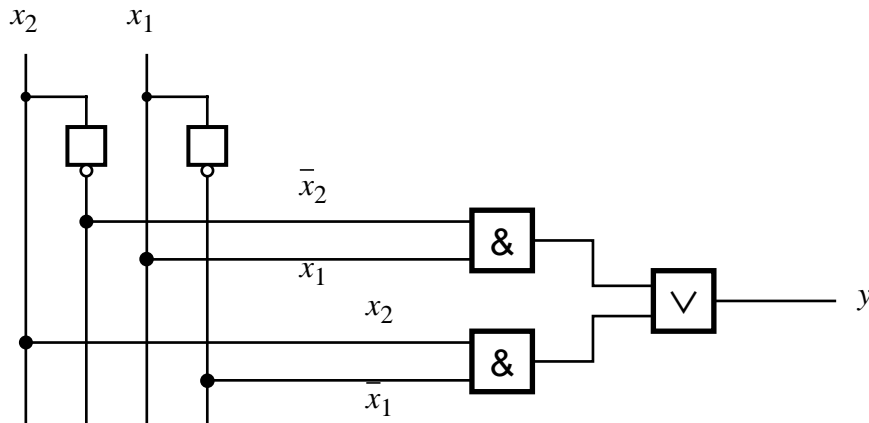 x₂ x₁
x̄₂
&
x₁
∨ y
x₂
&
x̄₁